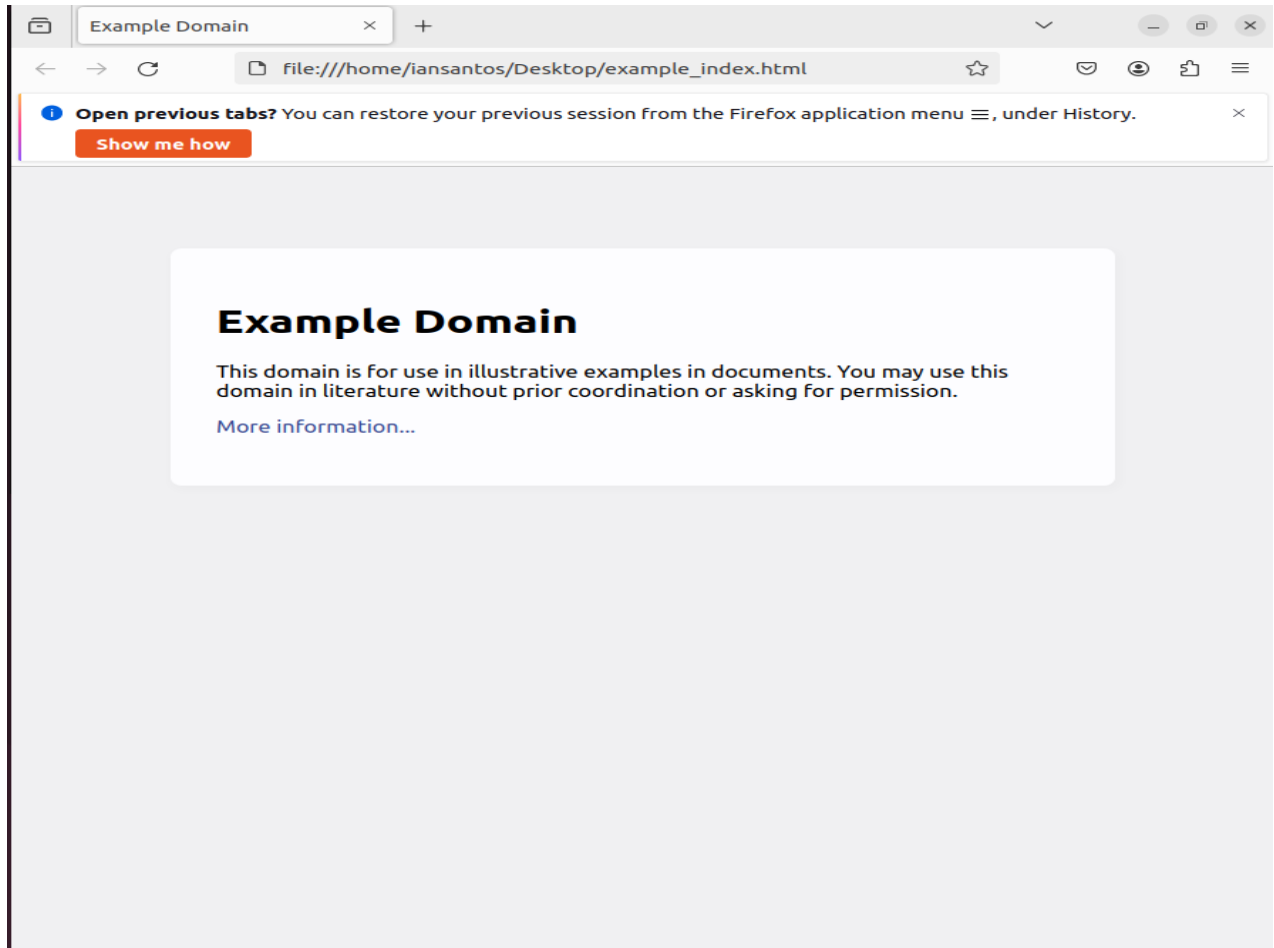 Example Domain
file:///home/iansantos/Desktop/example_index.html
Open previous tabs? You can restore your previous session from the Firefox application menu ☰, under History.
Show me how
Example Domain
This domain is for use in illustrative examples in documents. You may use this
domain in literature without prior coordination or asking for permission.
More information...